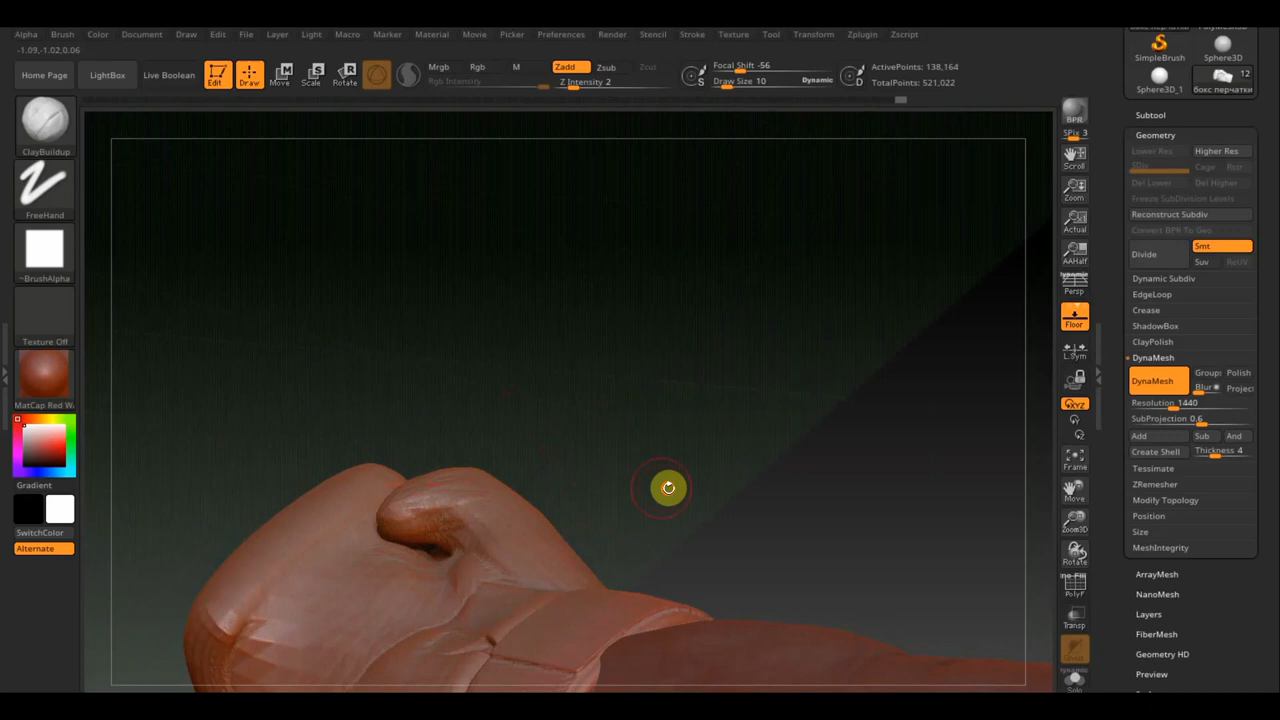 Alpha Brush Color Document Draw Edit File Layer Light Macro Marker Material Movie Picker Preferences Render Stencil Stroke Texture Tool Transform Zplugin Zscript
-1.09,-1.02,0.06
Home Page
LightBox
Live Boolean
Edit
Draw
Move
Scale
Rotate
Mrgb Rgb M
Rgb Intensity
Zadd Zsub Zcut
Z Intensity 2
S
Focal Shift -56
Draw Size 10 Dynamic
D
ActivePoints: 138,164
TotalPoints: 521,022
ClayBuildup
FreeHand
~BrushAlpha
Texture Off
MatCap Red W
Gradient
SwitchColor
Alternate
BPR
SPix 3
Scroll
Zoom
Actual
AAHalf
Dynamic
Persp
Floor
L.Sym
XYZ
Frame
Move
Zoom3D
Rotate
PolyF
Transp
Solo
SimpleBrush Sphere3D
12
Sphere3D_1 бокс перчатки
Subtool
Geometry
Lower Res Higher Res
SDiv Cage Rstr
Del Lower Del Higher
Freeze SubDivision Levels
Reconstruct Subdiv
Convert BPR To Geo
Divide Smt
Suv ReUV
Dynamic Subdiv
EdgeLoop
Crease
ShadowBox
ClayPolish
DynaMesh
DynaMesh Group: Polish
Blur Projec
Resolution 1440
SubProjection 0.6
Add Sub And
Create Shell Thickness 4
Tessimate
ZRemesher
Modify Topology
Position
Size
MeshIntegrity
ArrayMesh
NanoMesh
Layers
FiberMesh
Geometry HD
Preview